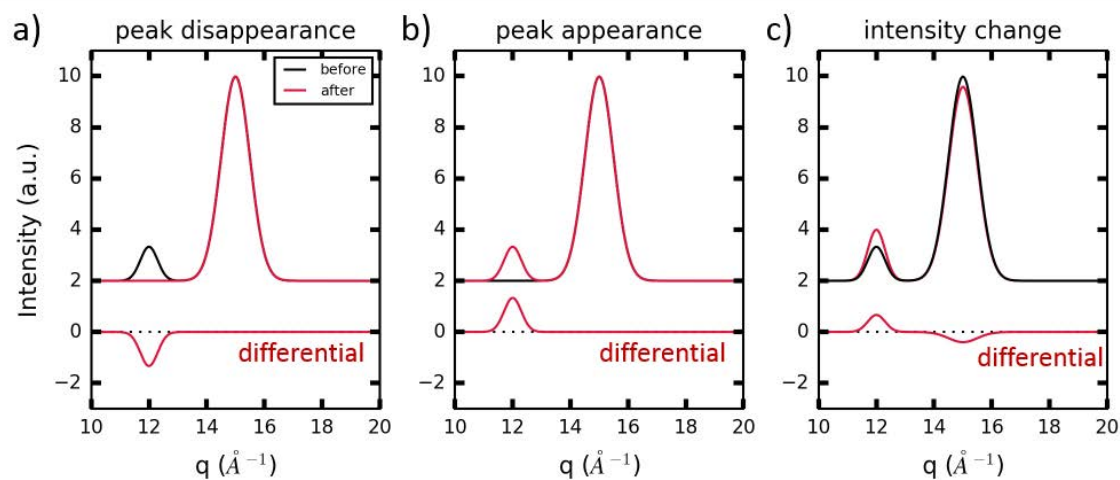 a) peak disappearance
b) peak appearance
c) intensity change
before
after
Intensity (a.u.)
10
8
6
4
2
0
−2
differential
10 12 14 16 18 20
q (Å⁻¹)
10
8
6
4
2
0
−2
differential
10 12 14 16 18 20
q (Å⁻¹)
10
8
6
4
2
0
−2
differential
10 12 14 16 18 20
q (Å⁻¹)